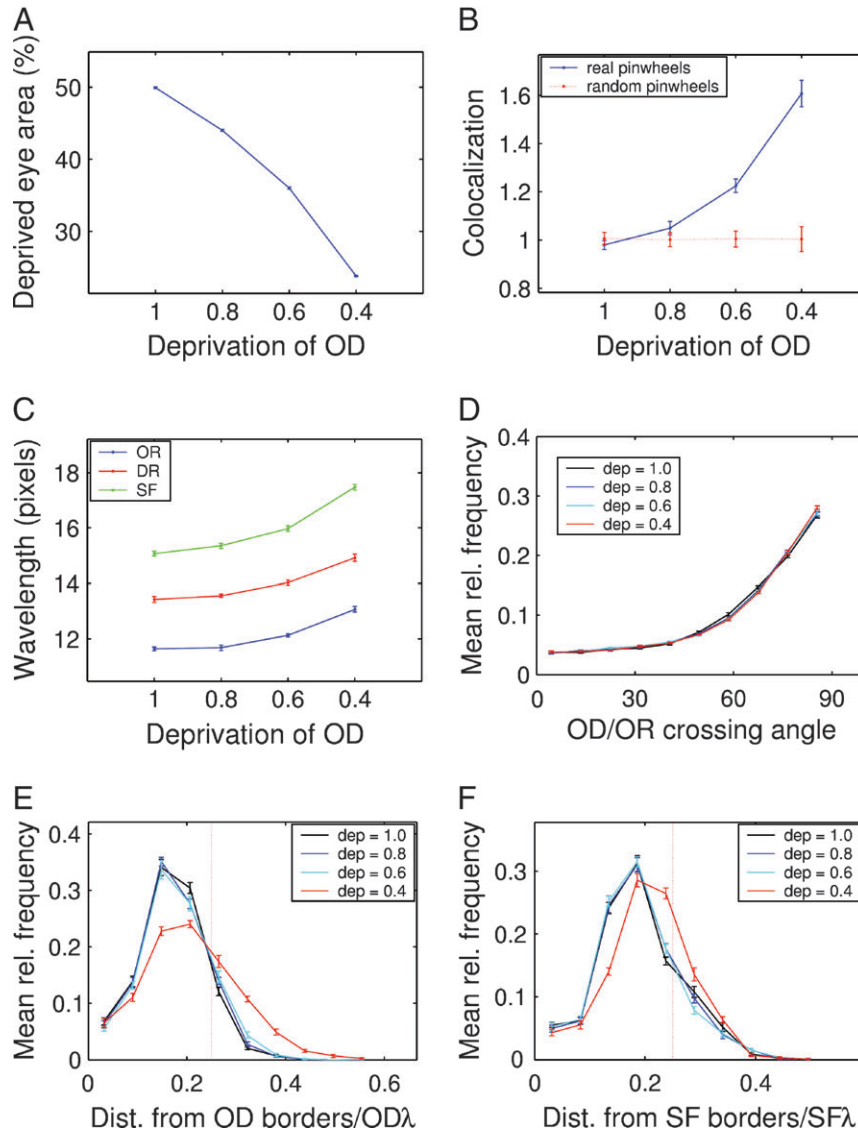 A
Deprived eye area (%)
50
40
30
1 0.8 0.6 0.4
Deprivation of OD
B
real pinwheels
random pinwheels
Colocalization
1.6
1.4
1.2
1
0.8
1 0.8 0.6 0.4
Deprivation of OD
C
OR
DR
SF
Wavelength (pixels)
18
16
14
12
1 0.8 0.6 0.4
Deprivation of OD
D
dep = 1.0
dep = 0.8
dep = 0.6
dep = 0.4
Mean rel. frequency
0.4
0.3
0.2
0.1
0
0 30 60 90
OD/OR crossing angle
E
dep = 1.0
dep = 0.8
dep = 0.6
dep = 0.4
Mean rel. frequency
0.4
0.3
0.2
0.1
0
0 0.2 0.4 0.6
Dist. from OD borders/ODλ
F
dep = 1.0
dep = 0.8
dep = 0.6
dep = 0.4
Mean rel. frequency
0.3
0.2
0.1
0
0 0.2 0.4
Dist. from SF borders/SFλ